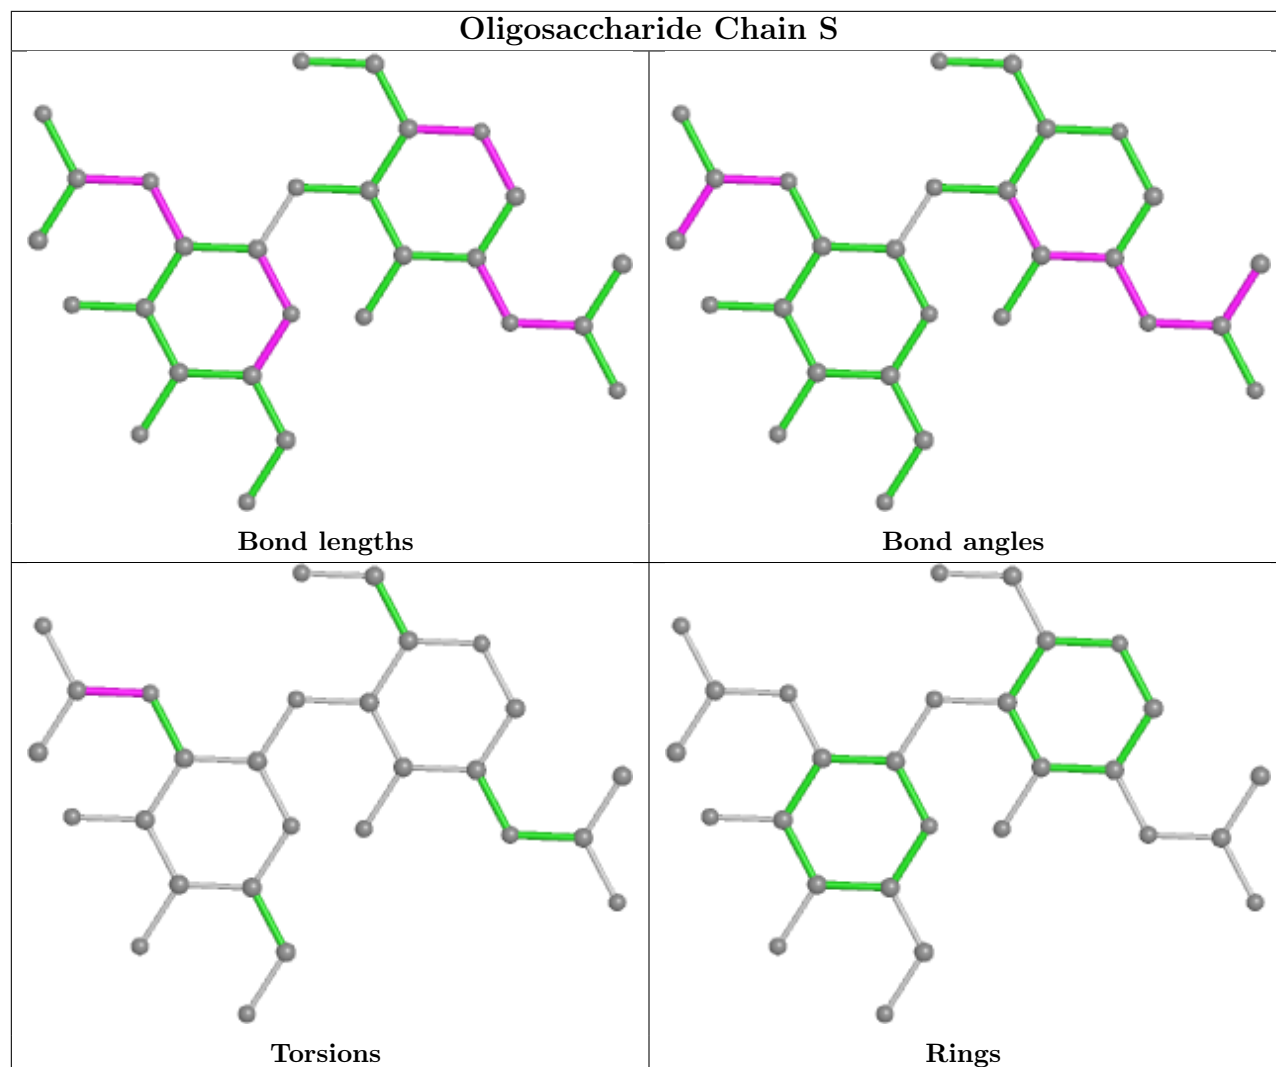 Oligosaccharide Chain S
Bond lengths
Bond angles
Torsions
Rings